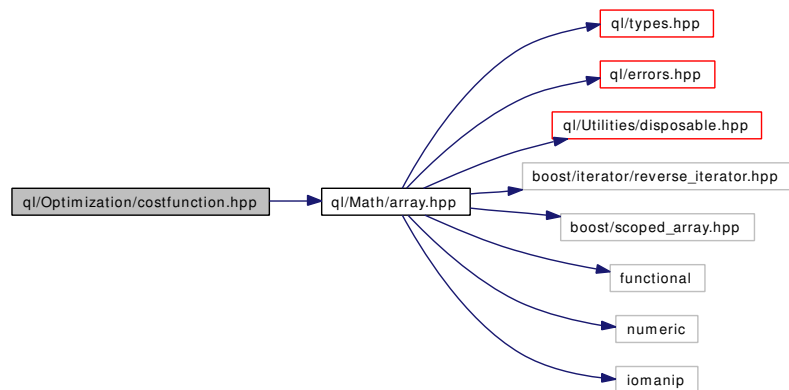 ql/types.hpp
ql/errors.hpp
ql/Utilities/disposable.hpp
boost/iterator/reverse_iterator.hpp
ql/Optimization/costfunction.hpp
ql/Math/array.hpp
boost/scoped_array.hpp
functional
numeric
iomanip